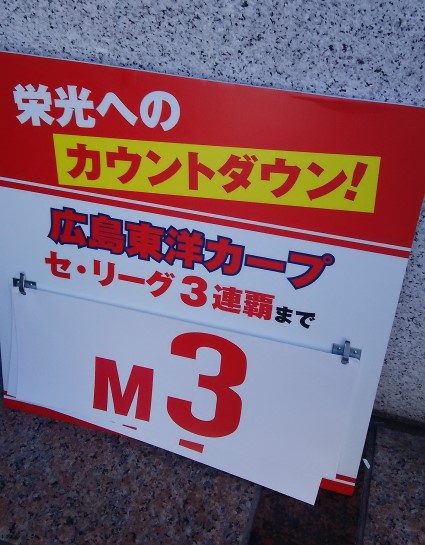 栄光への
カウントダウン!
広島東洋カープ
セ・リーグ3連覇まで
M3